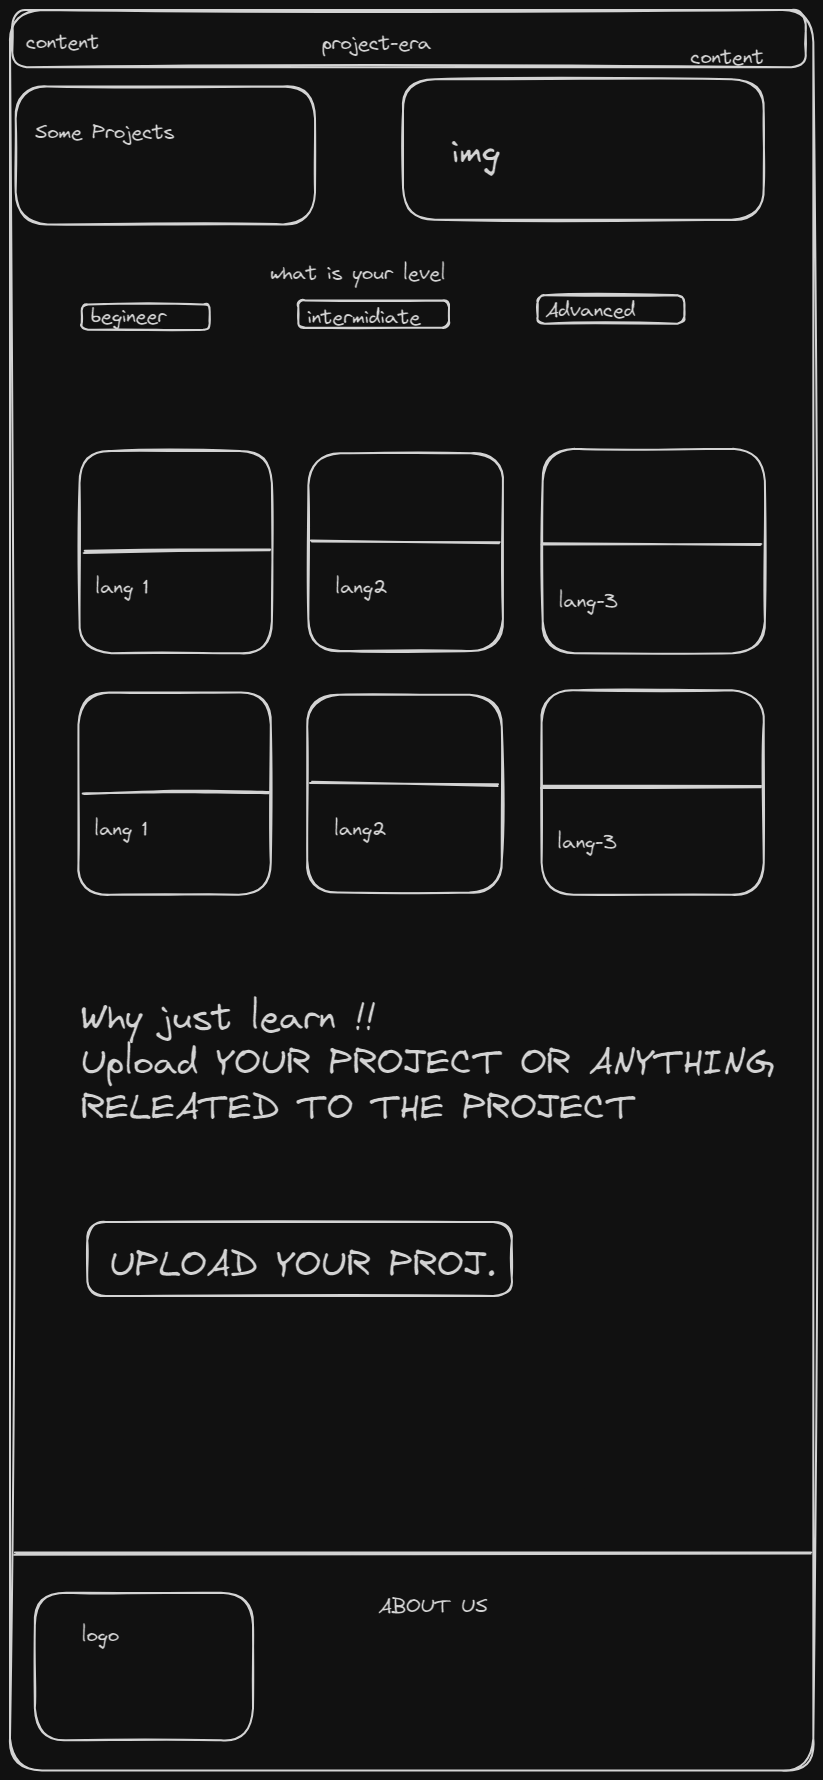 content
project-era
content
Some Projects
img
what is your level
begineer
intermidiate
Advanced
lang 1
lang2
lang-3
lang 1
lang2
lang-3
Why just learn !!
Upload YOUR PROJECT OR ANYTHING
RELEATED TO THE PROJECT
UPLOAD YOUR PROJ.
ABOUT US
logo